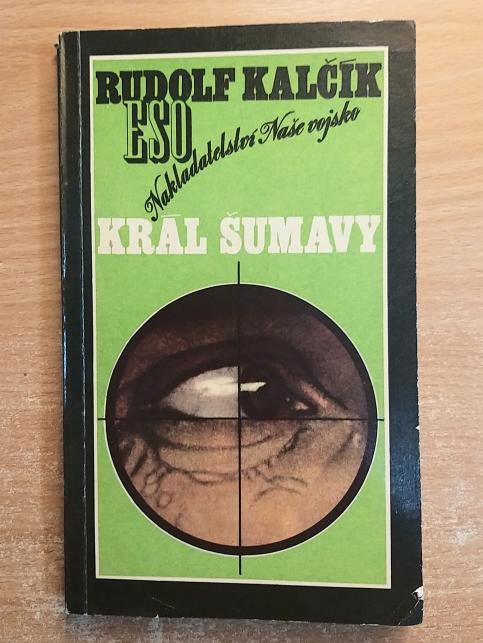 RUDOLF KALČÍK
ESO
Nakladatelství Naše vojsko
KRÁL ŠUMAVY